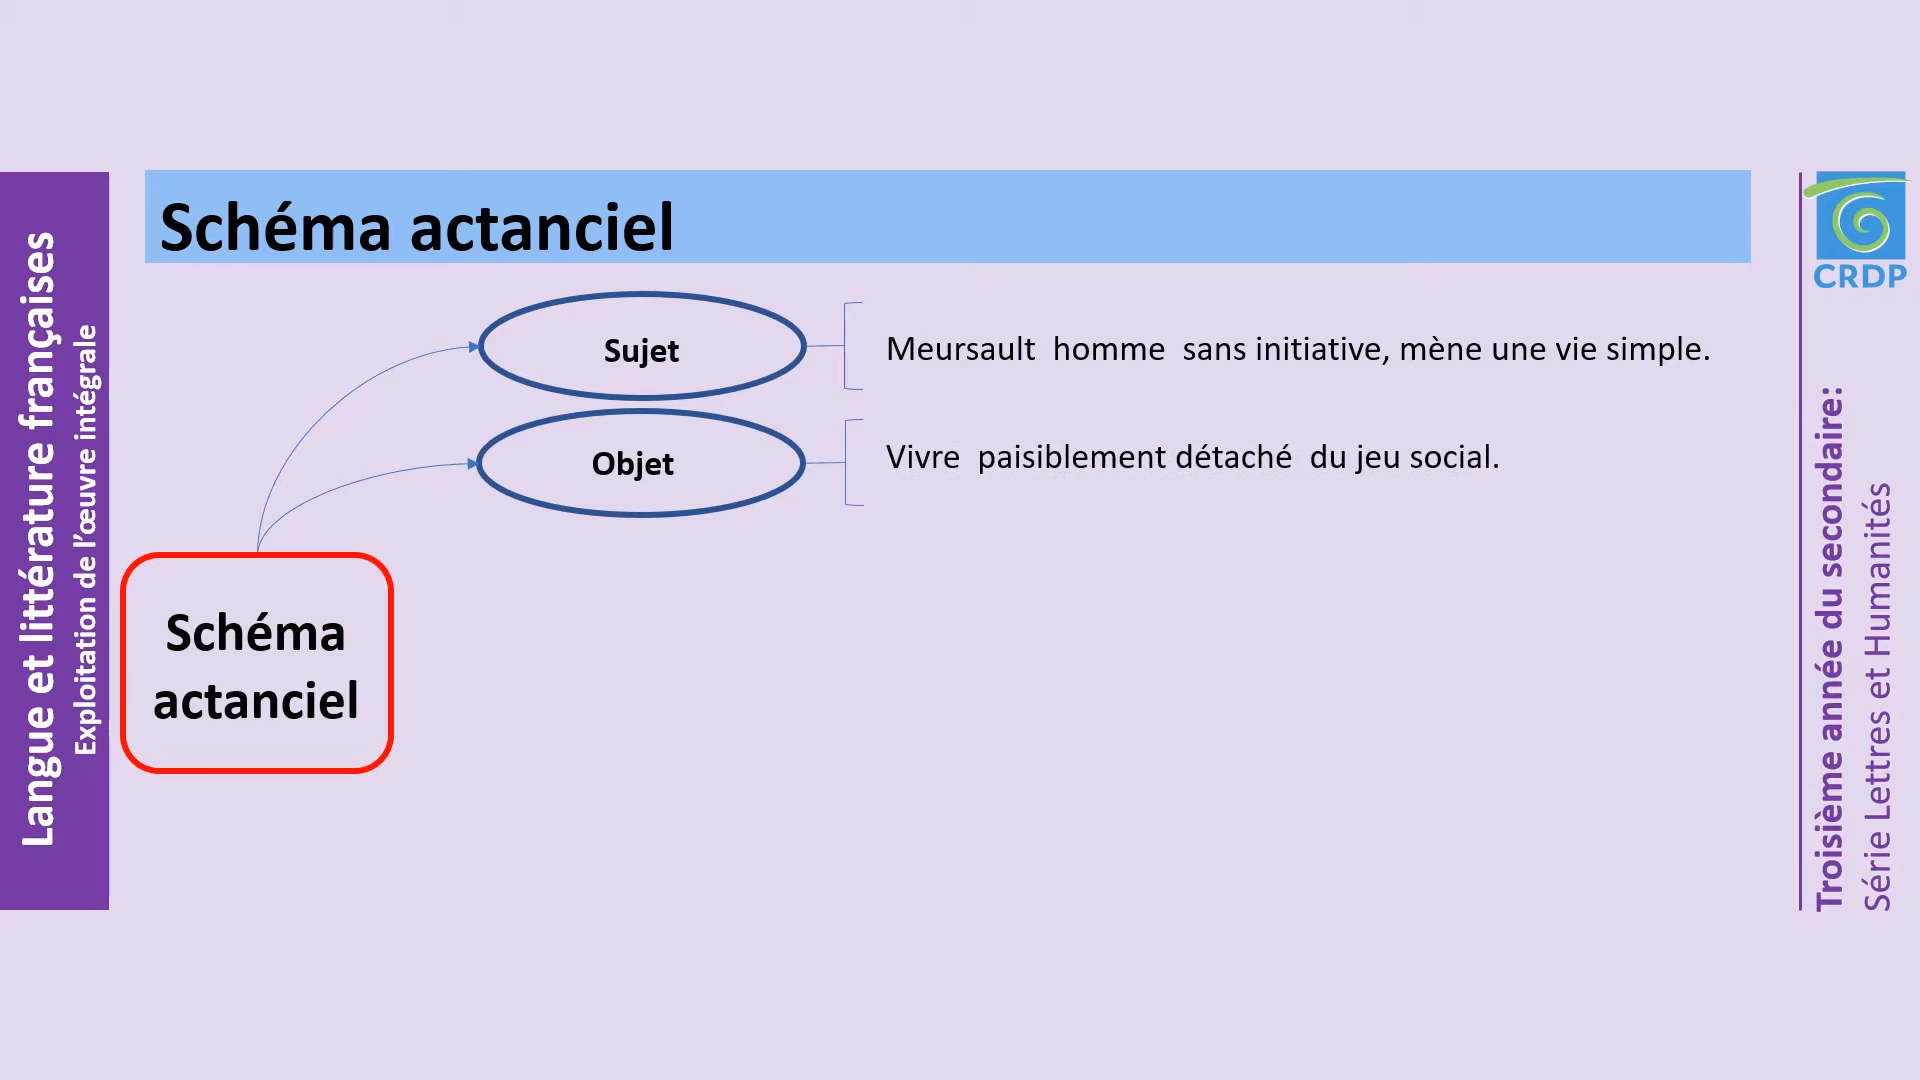 Langue et littérature françaises
Exploitation de l'œuvre intégrale
Schéma actanciel
Sujet
Meursault homme sans initiative, mène une vie simple.
Objet
Vivre paisiblement détaché du jeu social.
Schéma
actanciel
CRDP
Troisième année du secondaire:
Série Lettres et Humanités